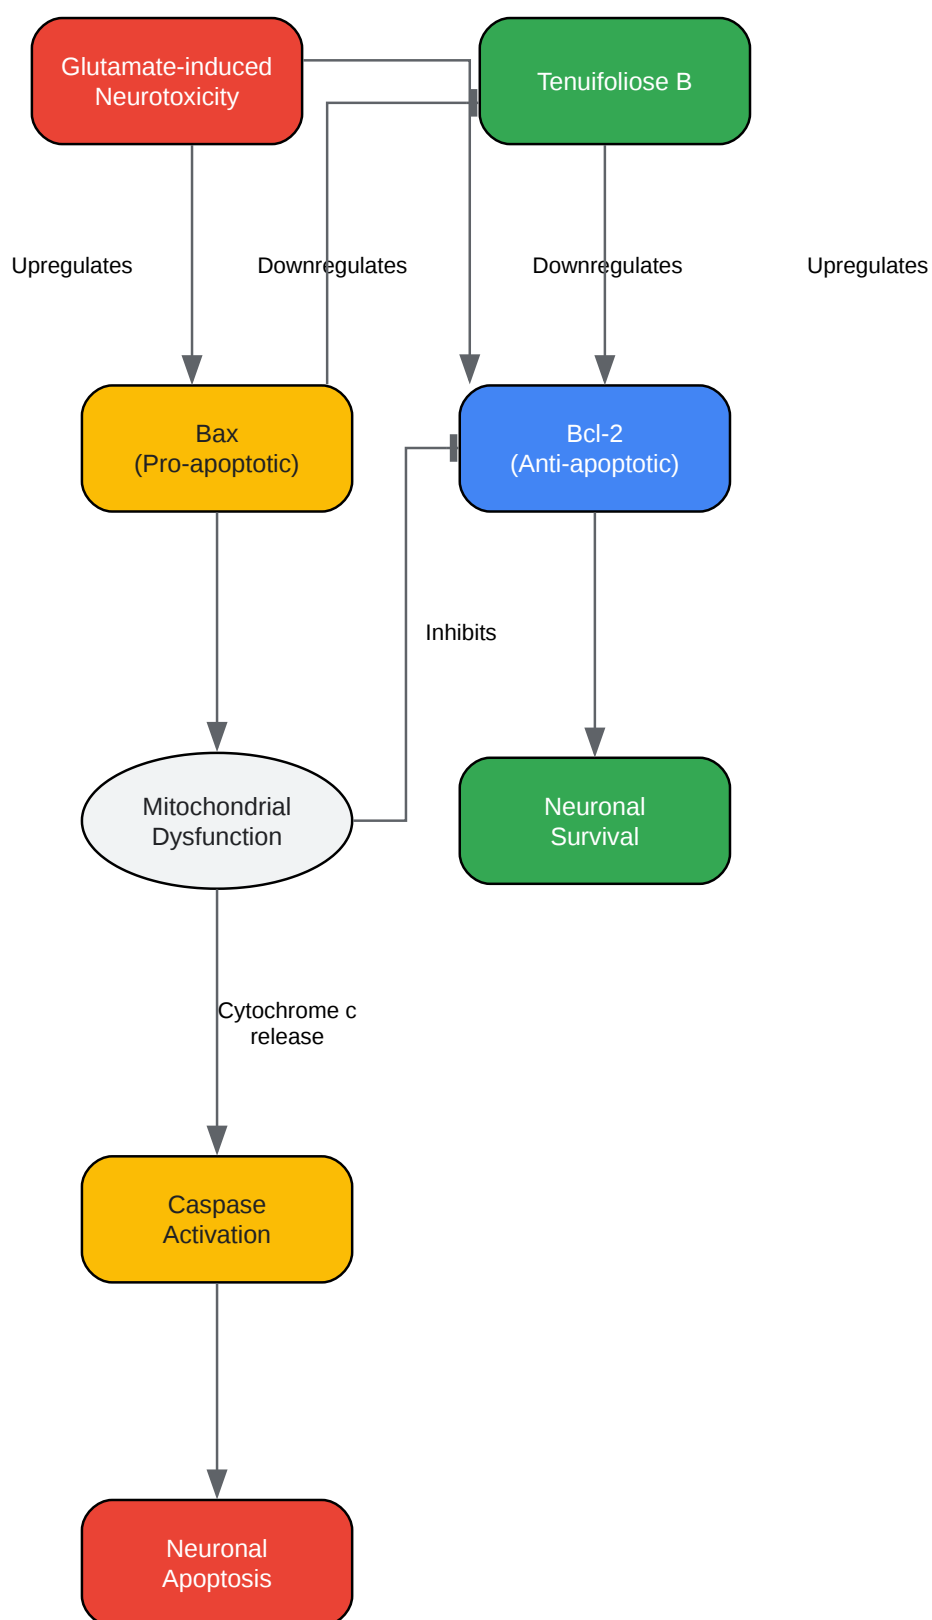 Glutamate-induced
Neurotoxicity
Tenuifoliose B
Upregulates
Downregulates
Downregulates
Upregulates
Bax
(Pro-apoptotic)
Bcl-2
(Anti-apoptotic)
Inhibits
Mitochondrial
Dysfunction
Neuronal
Survival
Cytochrome c
release
Caspase
Activation
Neuronal
Apoptosis